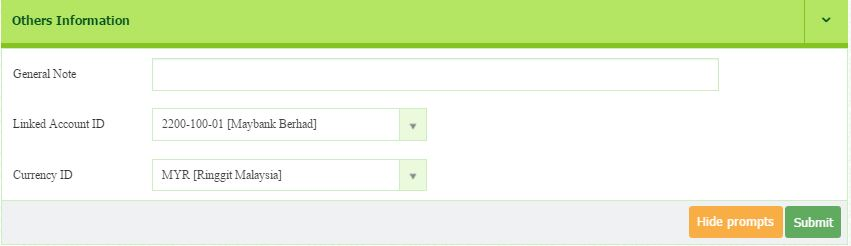 Others Information
General Note
Linked Account ID 2200-100-01 [Maybank Berhad]
Currency ID MYR [Ringgit Malaysia]
Hide prompts Submit